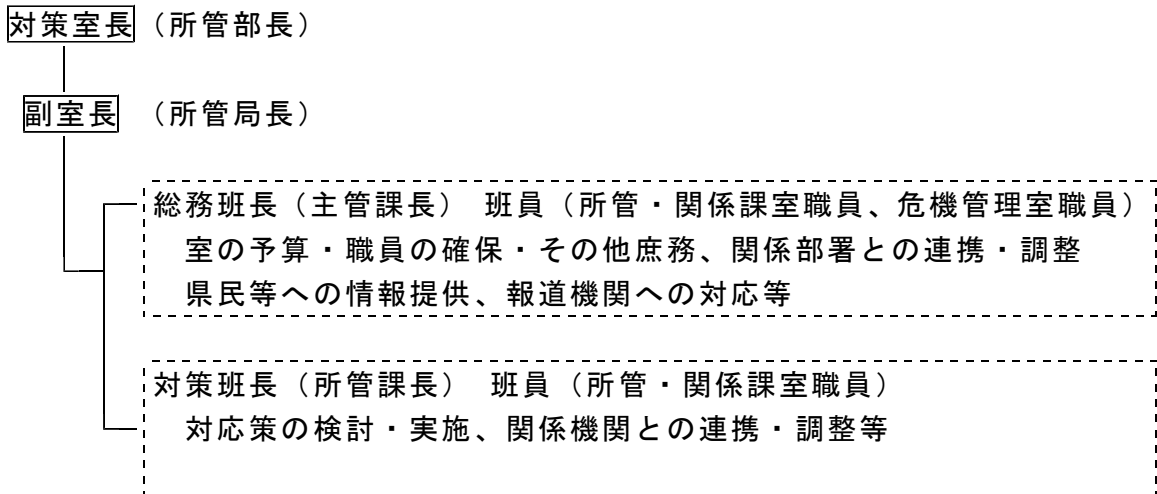 対策室長（所管部長）
副室長（所管局長）
総務班長（主管課長） 班員（所管・関係課室職員、危機管理室職員）
室の予算・職員の確保・その他庶務、関係部署との連携・調整
県民等への情報提供、報道機関への対応等
対策班長（所管課長） 班員（所管・関係課室職員）
対応策の検討・実施、関係機関との連携・調整等